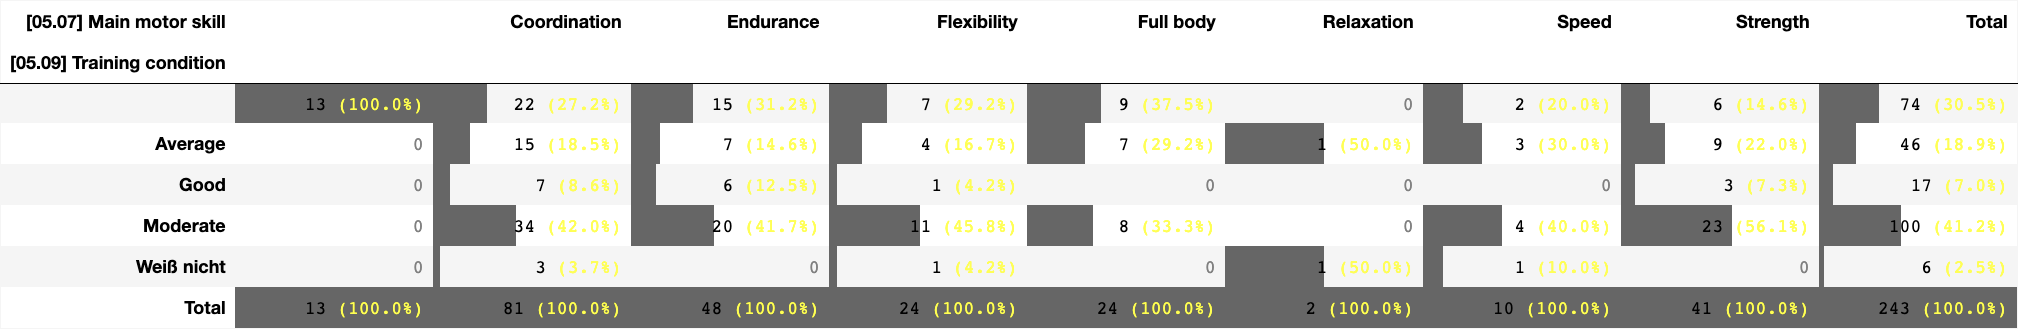 [05.07] Main motor skill Coordination Endurance Flexibility Full body Relaxation Speed Strength Total
[05.09] Training condition
13 (100.0%) 22 (27.2%) 15 (31.2%) 7 (29.2%) 9 (37.5%) 0 2 (20.0%) 6 (14.6%) 74 (30.5%)
Average 0 15 (18.5%) 7 (14.6%) 4 (16.7%) 7 (29.2%) 1 (50.0%) 3 (30.0%) 9 (22.0%) 46 (18.9%)
Good 0 7 (8.6%) 6 (12.5%) 1 (4.2%) 0 0 0 3 (7.3%) 17 (7.0%)
Moderate 0 34 (42.0%) 20 (41.7%) 11 (45.8%) 8 (33.3%) 0 4 (40.0%) 23 (56.1%) 100 (41.2%)
Weiß nicht 0 3 (3.7%) 0 1 (4.2%) 0 1 (50.0%) 1 (10.0%) 0 6 (2.5%)
Total 13 (100.0%) 81 (100.0%) 48 (100.0%) 24 (100.0%) 24 (100.0%) 2 (100.0%) 10 (100.0%) 41 (100.0%) 243 (100.0%)